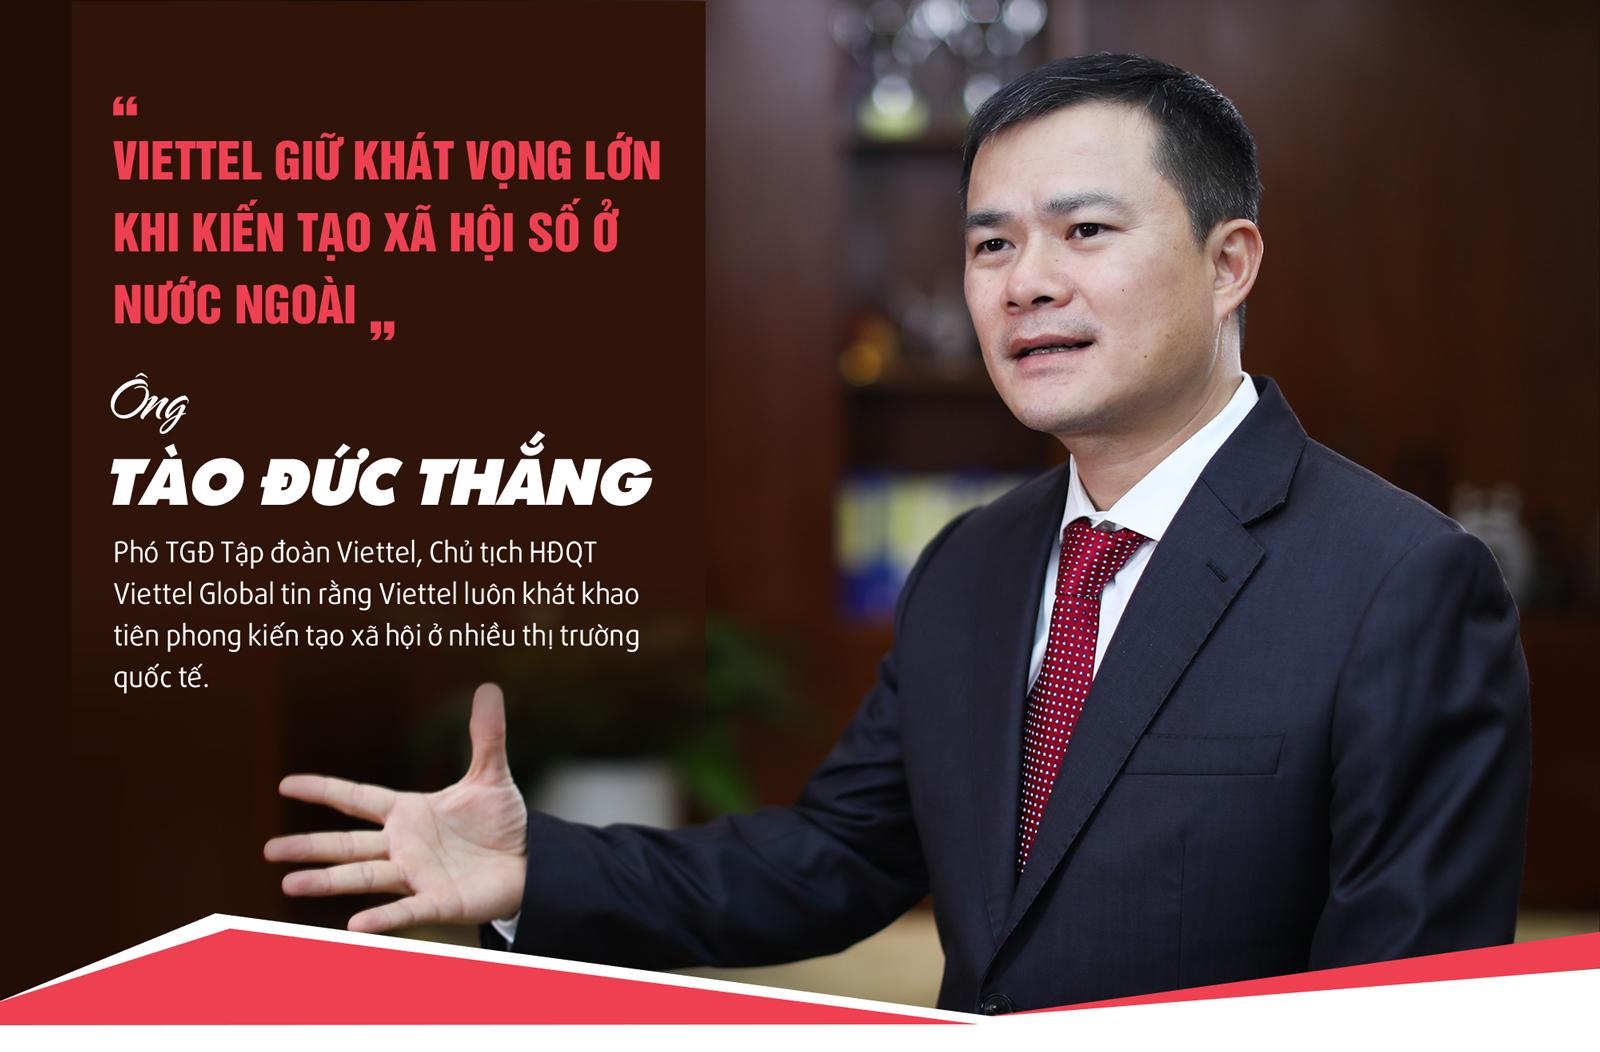 “
VIETTEL GIỮ KHÁT VỌNG LỚN
KHI KIẾN TẠO XÃ HỘI SỐ Ở
NƯỚC NGOÀI „
Ông
TÀO ĐỨC THẮNG
Phó TGĐ Tập đoàn Viettel, Chủ tịch HĐQT
Viettel Global tin rằng Viettel luôn khát khao
tiên phong kiến tạo xã hội ở nhiều thị trường
quốc tế.